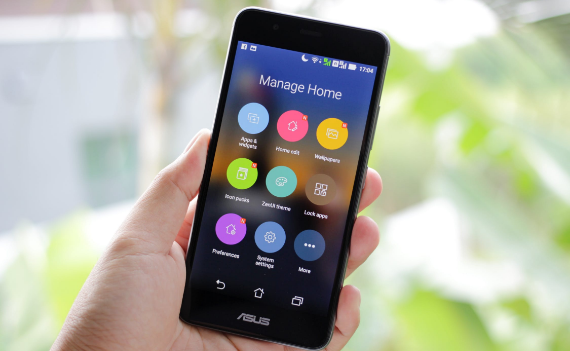 17:04
Manage Home
Apps &
widgets
Home edit
Wallpapers
Icon packs
ZenUI theme
Lock apps
Preferences
System
settings
More
ASUS